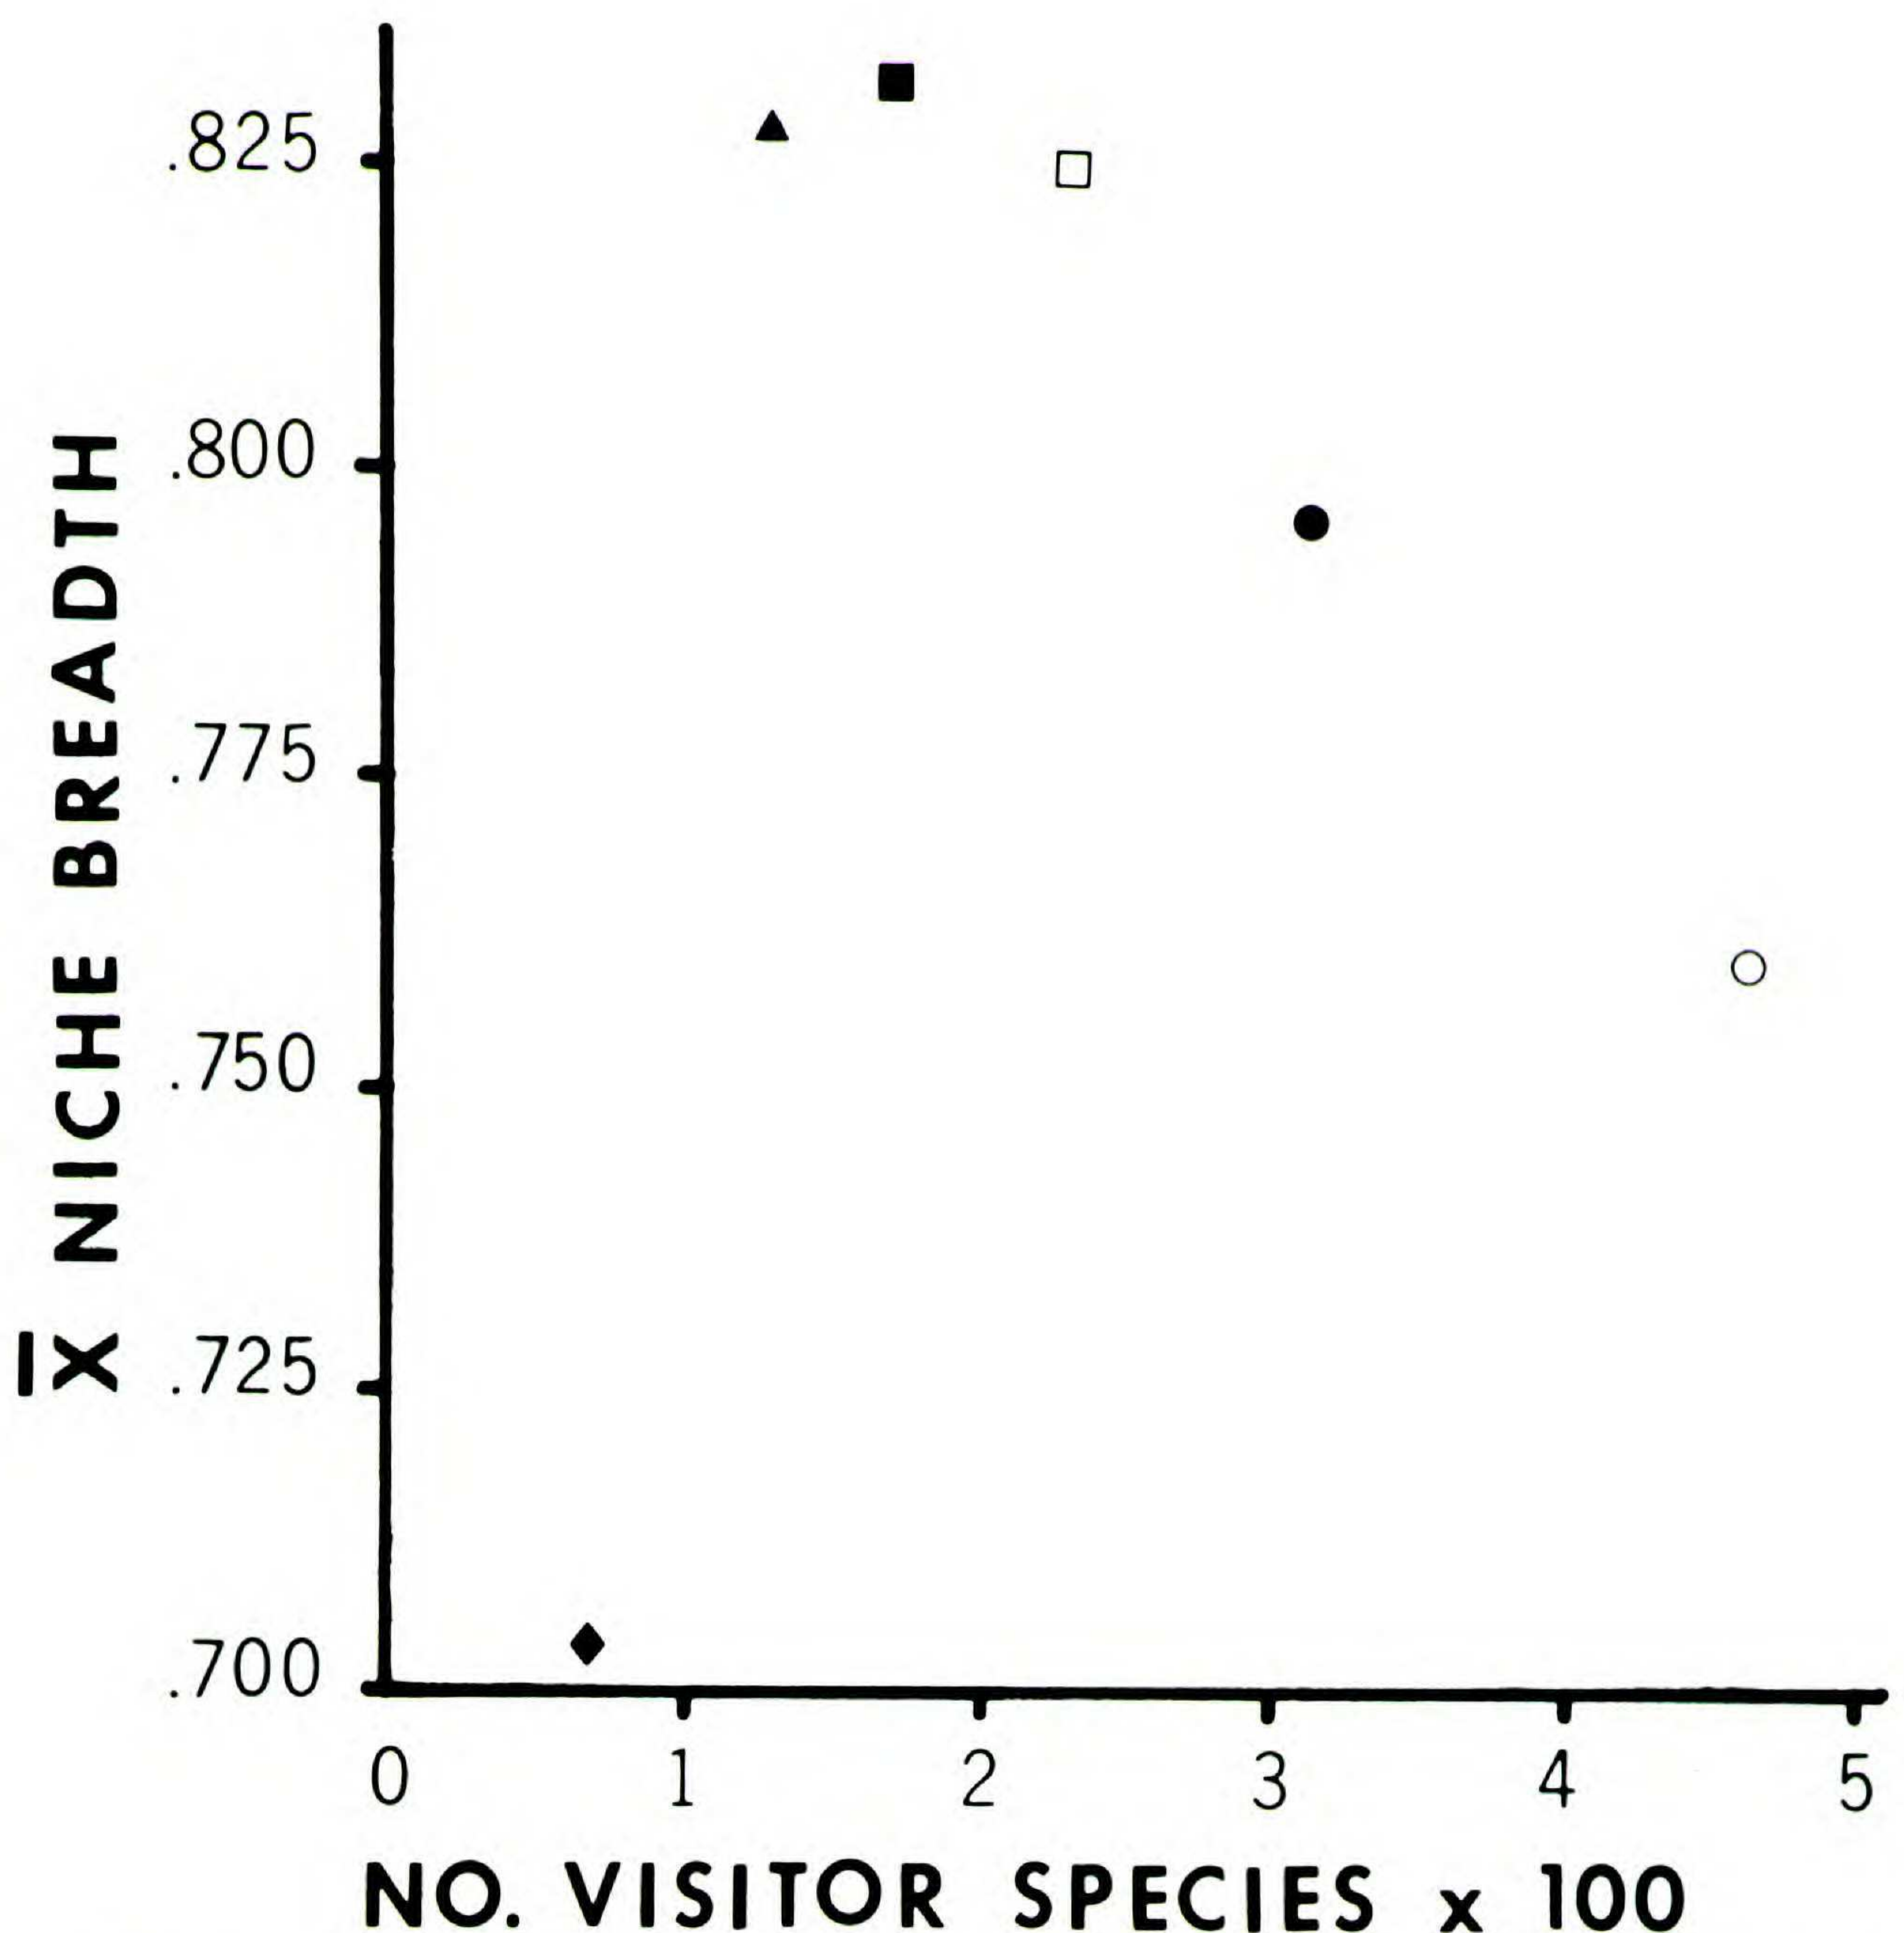 .825
.800
.775
.750
.725
.700
X̄ NICHE BREADTH
0 1 2 3 4 5
NO. VISITOR SPECIES x 100